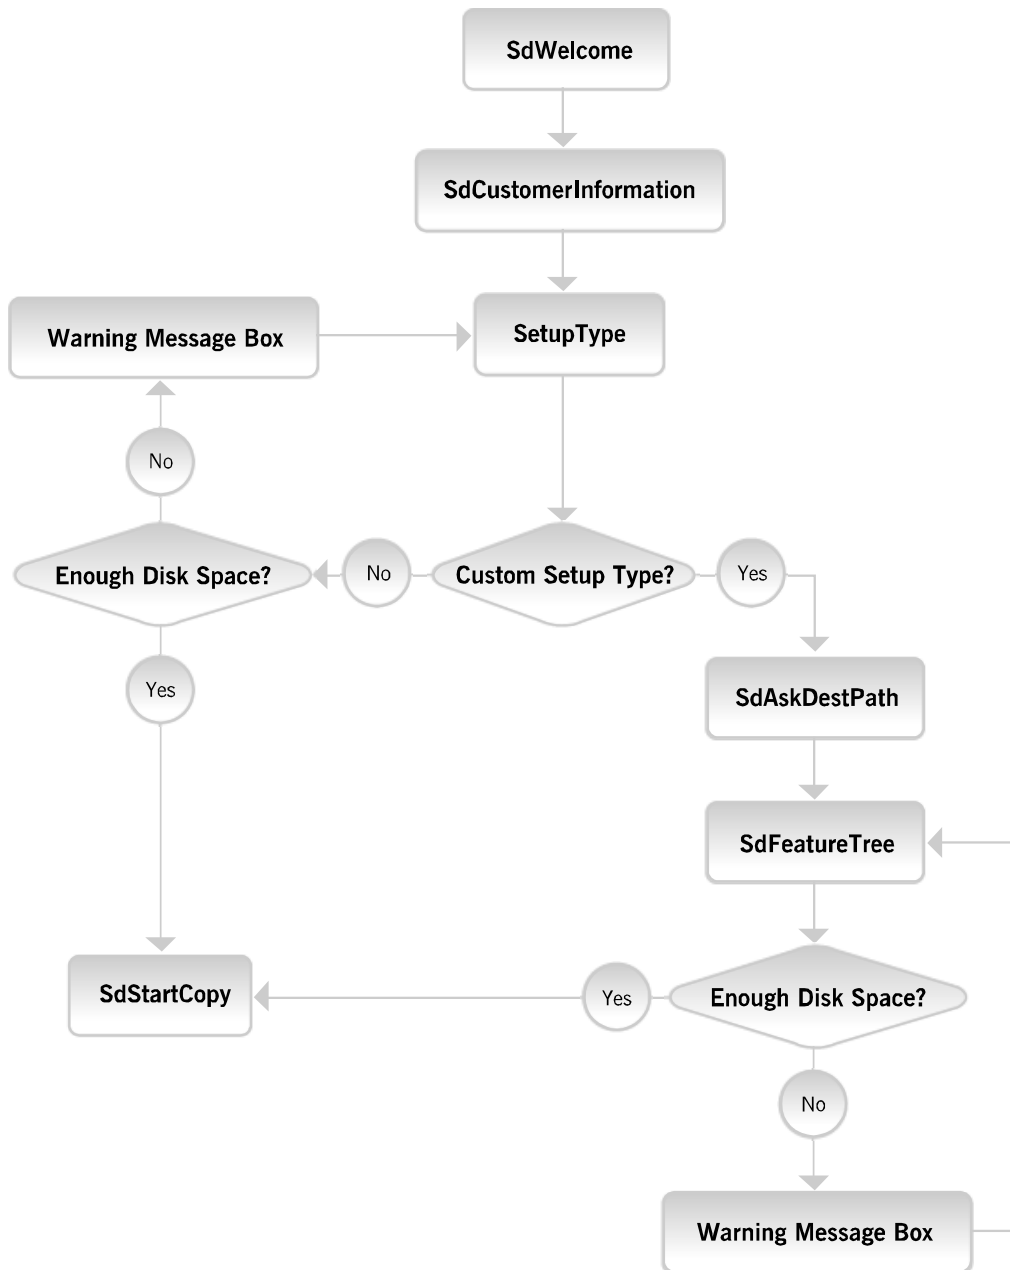 SdWelcome
SdCustomerInformation
Warning Message Box
SetupType
No
Enough Disk Space?
No
Custom Setup Type?
Yes
Yes
SdAskDestPath
SdFeatureTree
SdStartCopy
Yes
Enough Disk Space?
No
Warning Message Box